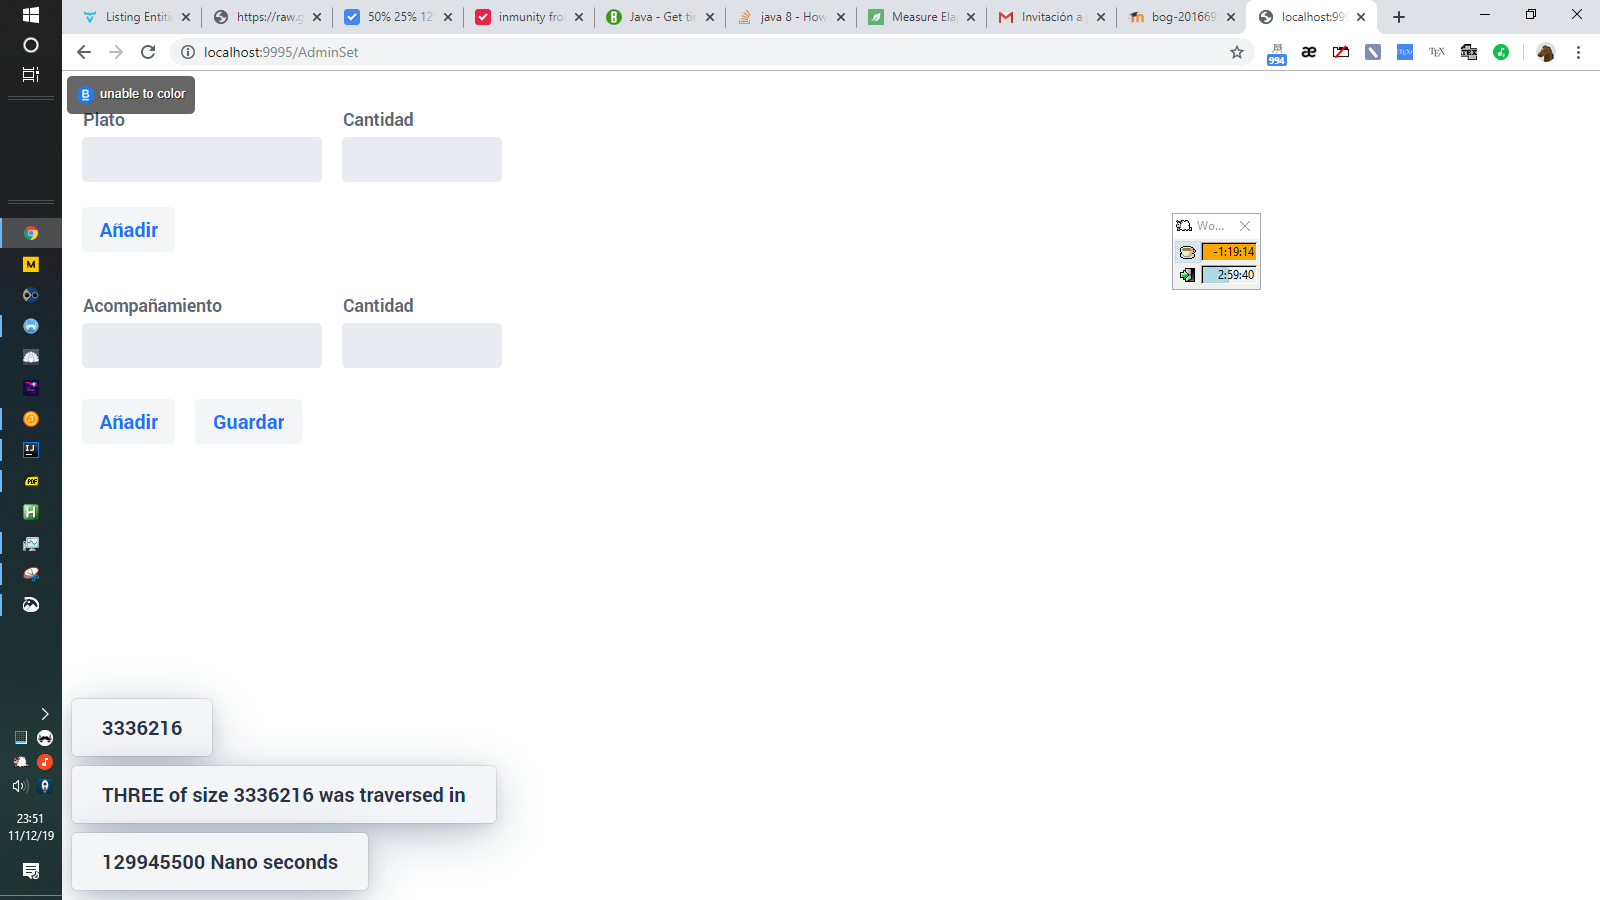 Listing Entiti
https://raw.g
50% 25% 12
inmunity fro
Java - Get ti
java 8 - How
Measure Ela
Invitación a
bog-201669
localhost:99
localhost:9995/AdminSet
994
unable to color
Plato
Cantidad
Añadir
Wo...
-1:19:14
2:59:40
Acompañamiento
Cantidad
Añadir
Guardar
3336216
THREE of size 3336216 was traversed in
129945500 Nano seconds
23:51
11/12/19